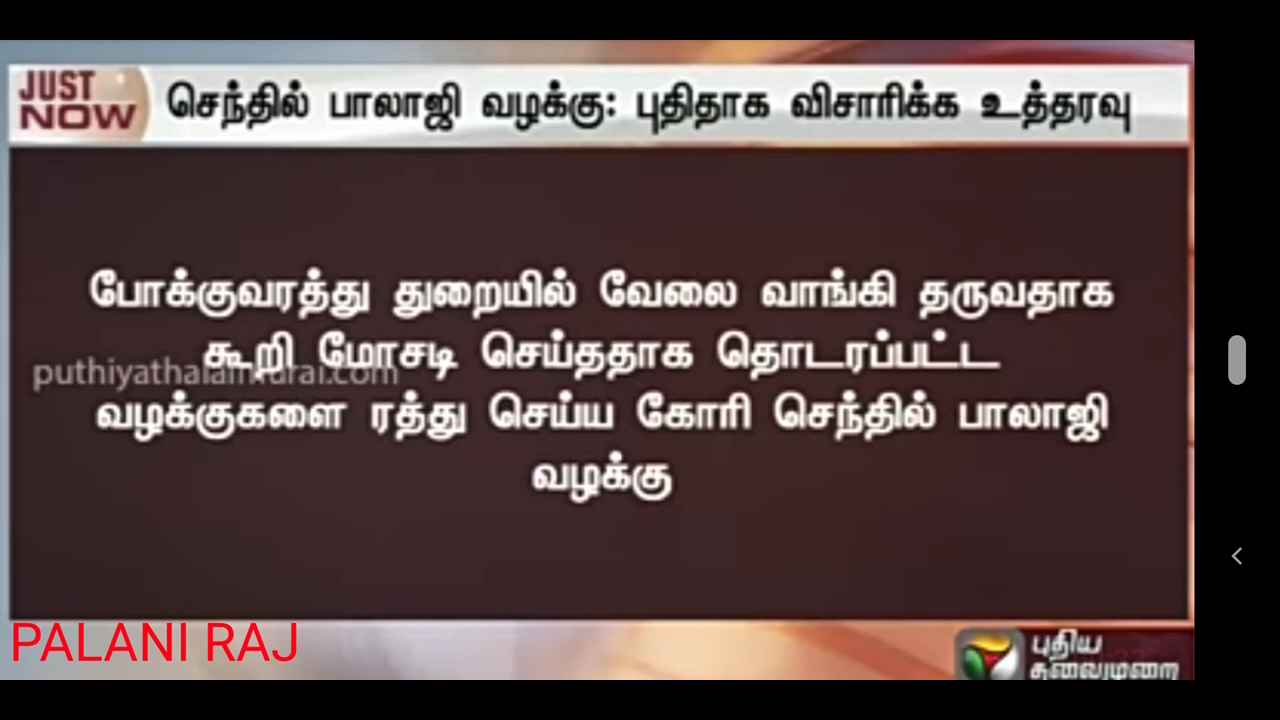 JUST
NOW
செந்தில் பாலாஜி வழக்கு: புதிதாக விசாரிக்க உத்தரவு
போக்குவரத்து துறையில் வேலை வாங்கி தருவதாக
கூறி மோசடி செய்ததாக தொடரப்பட்ட
puthiyathalaimurai.com
வழக்குகளை ரத்து செய்ய கோரி செந்தில் பாலாஜி
வழக்கு
PALANI RAJ
புதிய
தலைமுறை